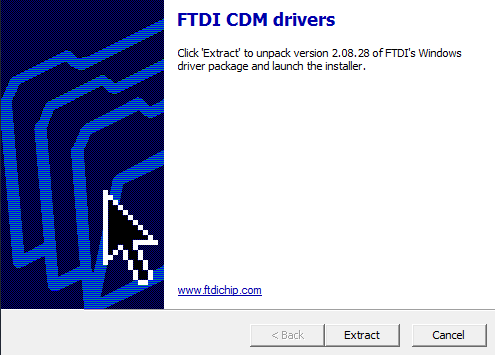 FTDI CDM drivers
Click 'Extract' to unpack version 2.08.28 of FTDI's Windows
driver package and launch the installer.
www.ftdichip.com
< Back
Extract
Cancel